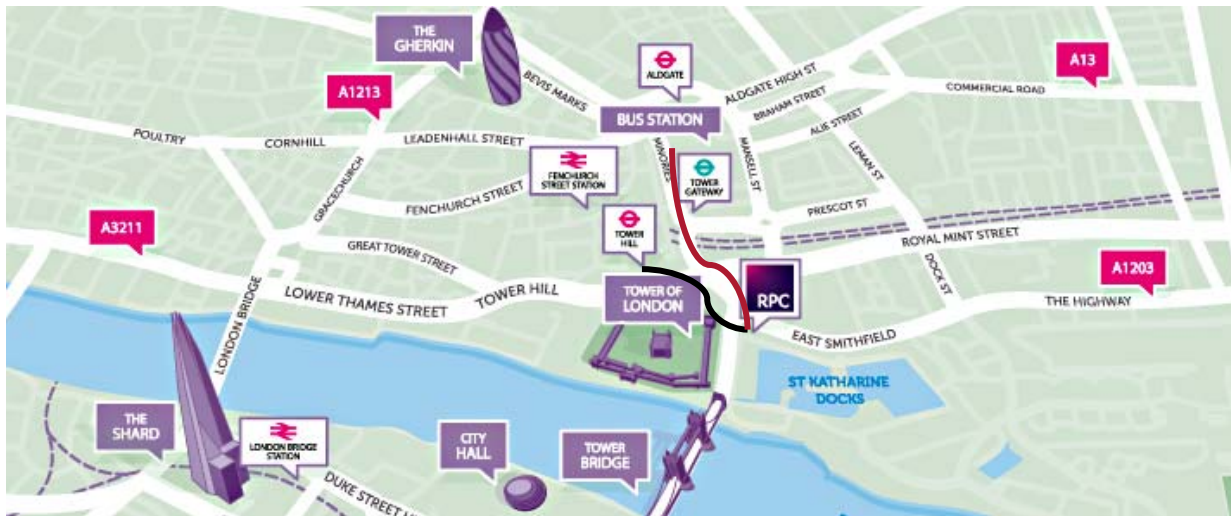 THE
GHERKIN
ALDGATE
A13
A1213
BEVIS MARKS
ALDGATE HIGH ST
BRAHAM STREET
COMMERCIAL ROAD
BUS STATION
POULTRY
CORNHILL
LEADENHALL STREET
ALIE STREET
MINORIES
MANSELL ST
LEMAN ST
FENCHURCH
STREET STATION
TOWER
GATEWAY
GRACECHURCH
FENCHURCH STREET
PRESCOT ST
A3211
TOWER
HILL
GREAT TOWER STREET
ROYAL MINT STREET
A1203
LOWER THAMES STREET
TOWER HILL
TOWER OF
LONDON
RPC
DOCK ST
THE HIGHWAY
LONDON BRIDGE
EAST SMITHFIELD
ST KATHARINE
DOCKS
THE
SHARD
LONDON BRIDGE
STATION
CITY
HALL
TOWER
BRIDGE
DUKE STREET